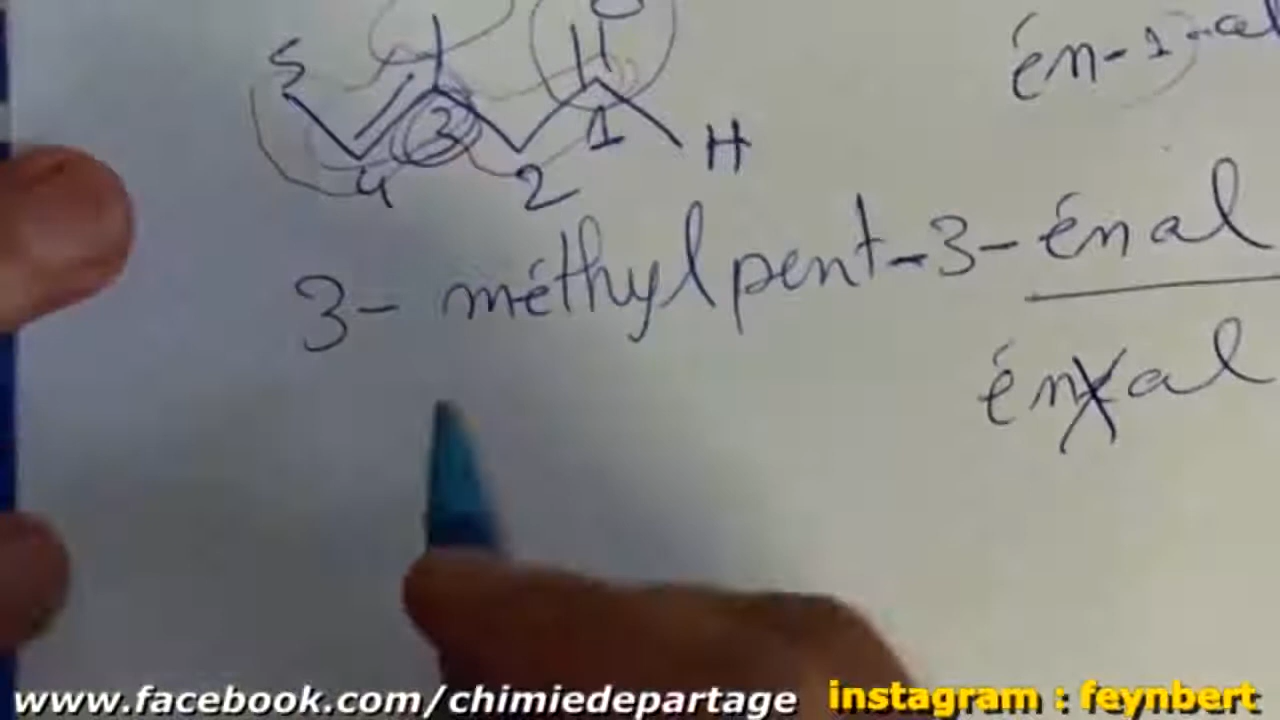 én-1-al
5
4
3
2
1
H
3-méthylpent-3-énal
énal
www.facebook.com/chimiedepartage
instagram : feynbert